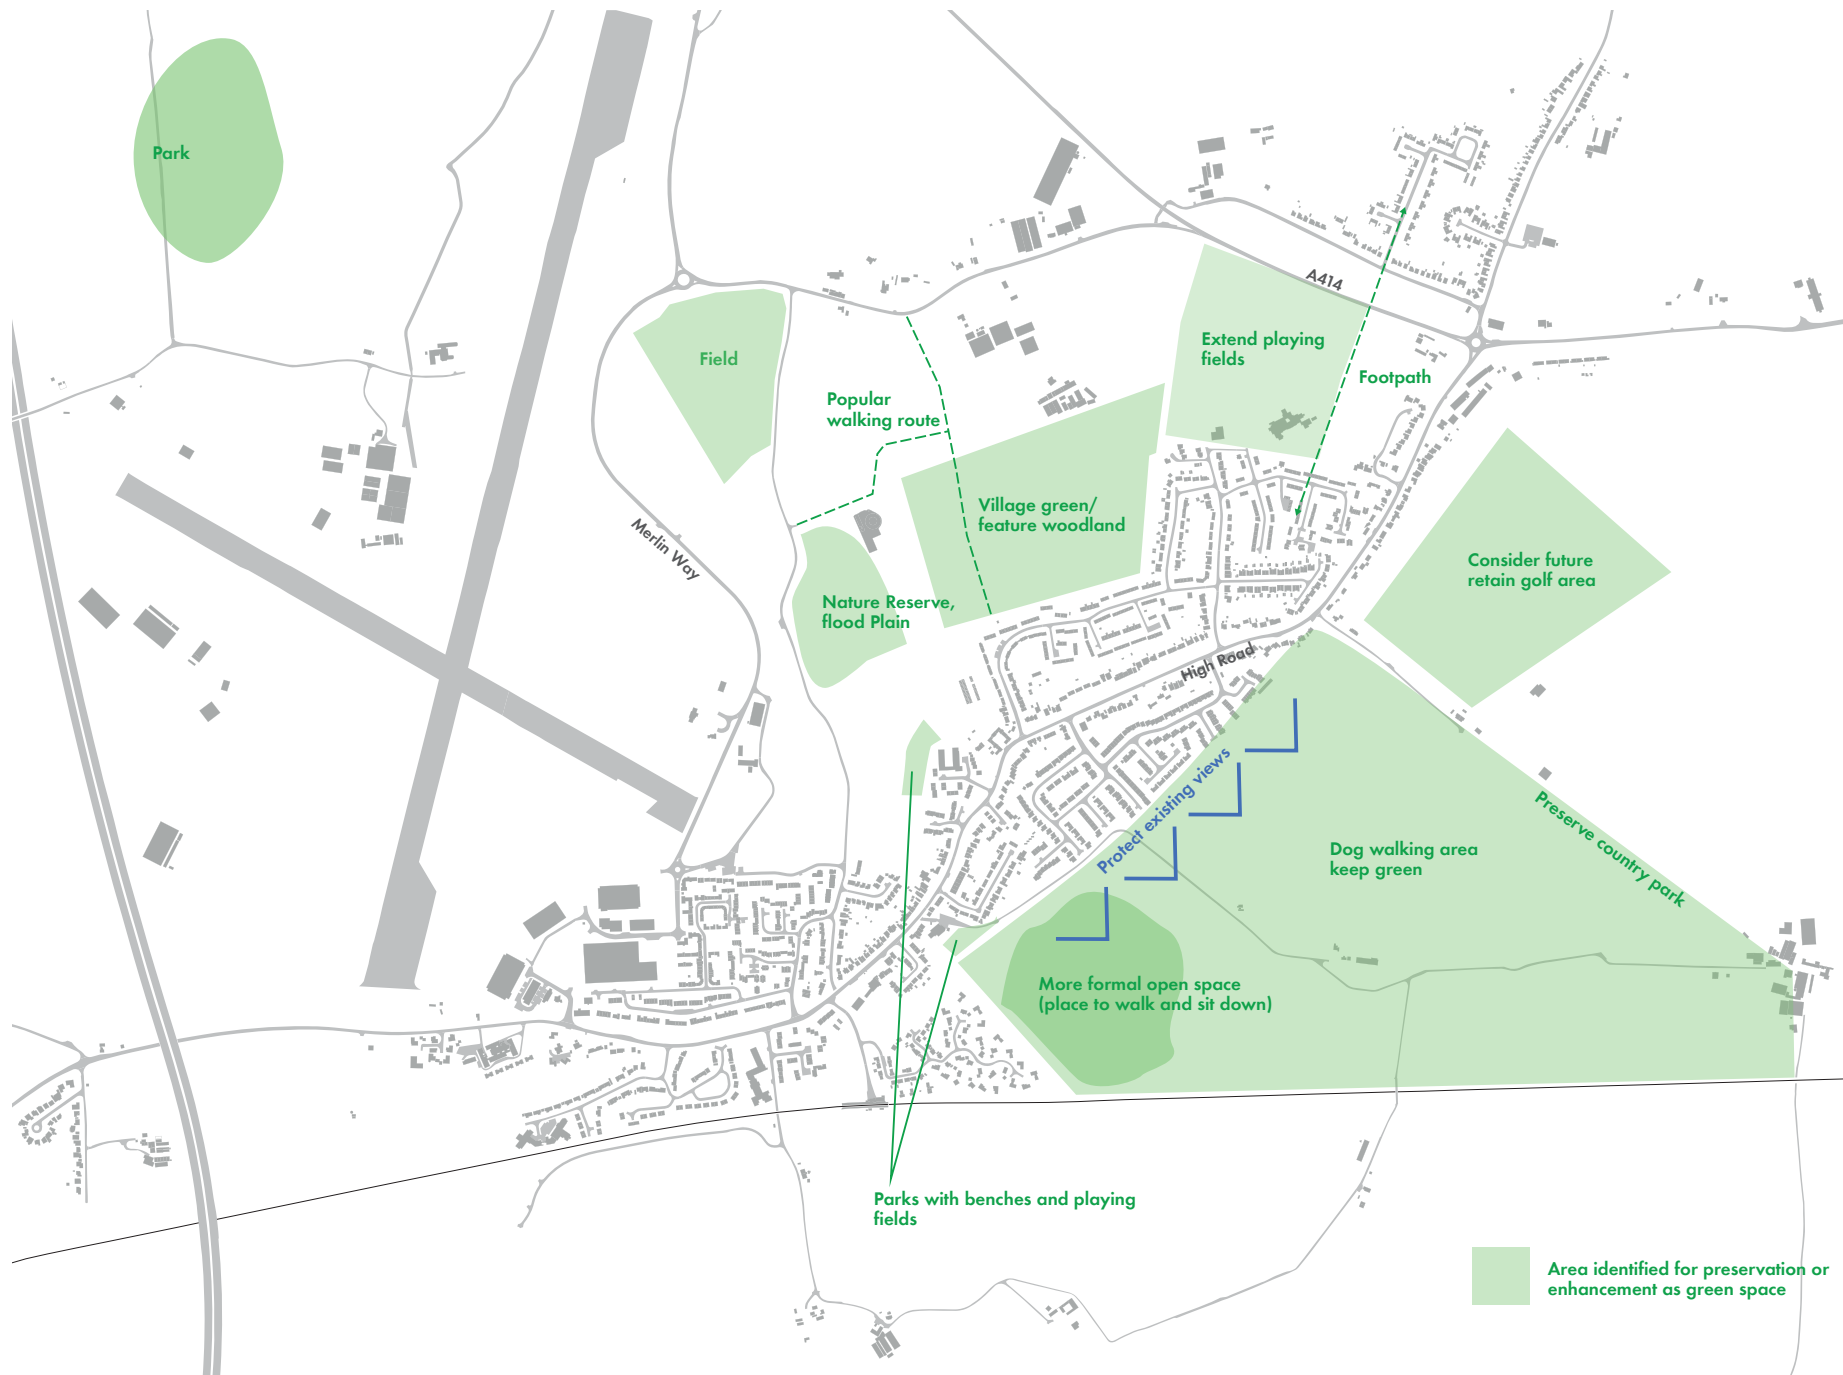 Park
A414
Extend playing
fields
Field
Footpath
Popular
walking route
Village green/
feature woodland
Merlin Way
Consider future
retain golf area
Nature Reserve,
flood Plain
High Road
Protect existing views
Preserve country park
Dog walking area
keep green
More formal open space
(place to walk and sit down)
Parks with benches and playing
fields
Area identified for preservation or
enhancement as green space